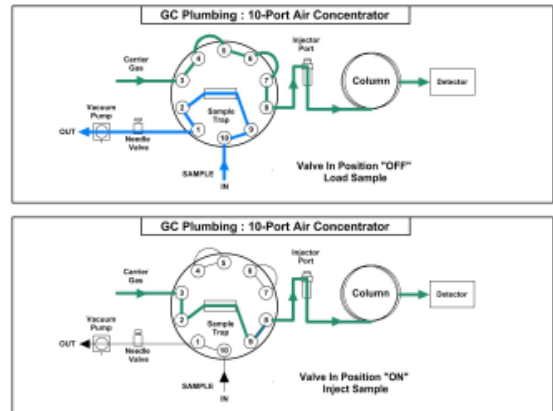 GC Plumbing : 10-Port Air Concentrator
Carrier
Gas
Injector
Port
4
5
6
3
7
Column
Detector
Vacuum
Pump
2
Sample
Trap
8
OUT
1
10
9
Needle
Valve
SAMPLE
IN
Valve In Position "OFF"
Load Sample
GC Plumbing : 10-Port Air Concentrator
Carrier
Gas
Injector
Port
4
5
6
3
7
Column
Detector
Vacuum
Pump
2
Sample
Trap
8
OUT
1
10
9
Needle
Valve
SAMPLE
IN
Valve In Position "ON"
Inject Sample